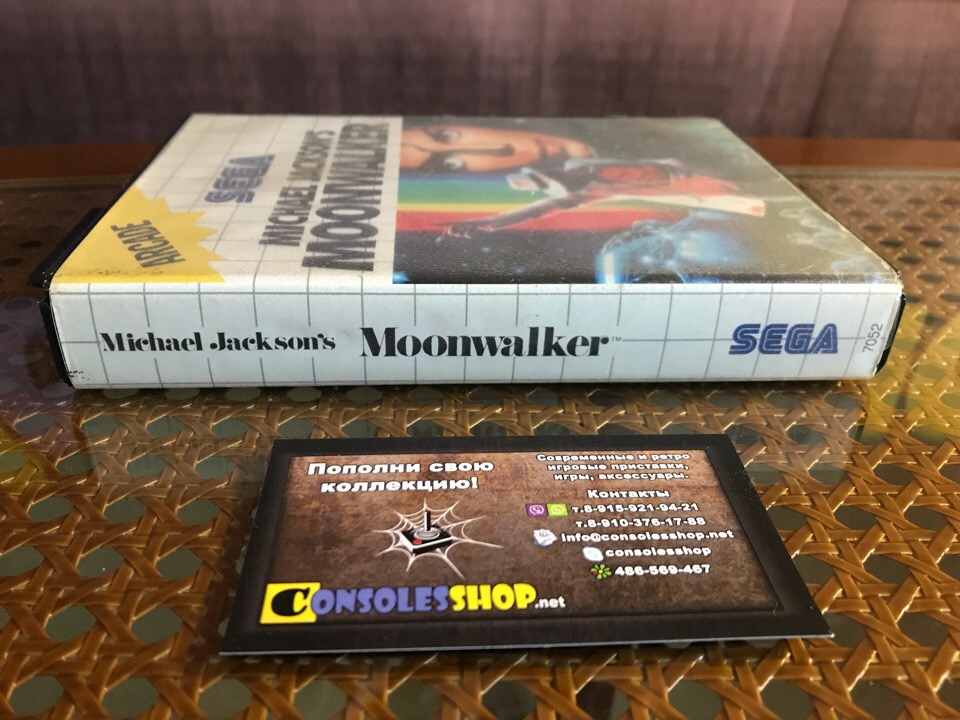 ARCADE
SEGA
MICHAEL JACKSON'S
MOONWALKER
Michael Jackson's Moonwalker™ SEGA 7052
Пополни свою
коллекцию!
CONSOLESSHOP.net
Современные и ретро
игровые приставки,
игры, аксессуары.
Контакты
т.8-915-921-94-21
т.8-910-376-17-88
info@consolesshop.net
consolesshop
486-569-467